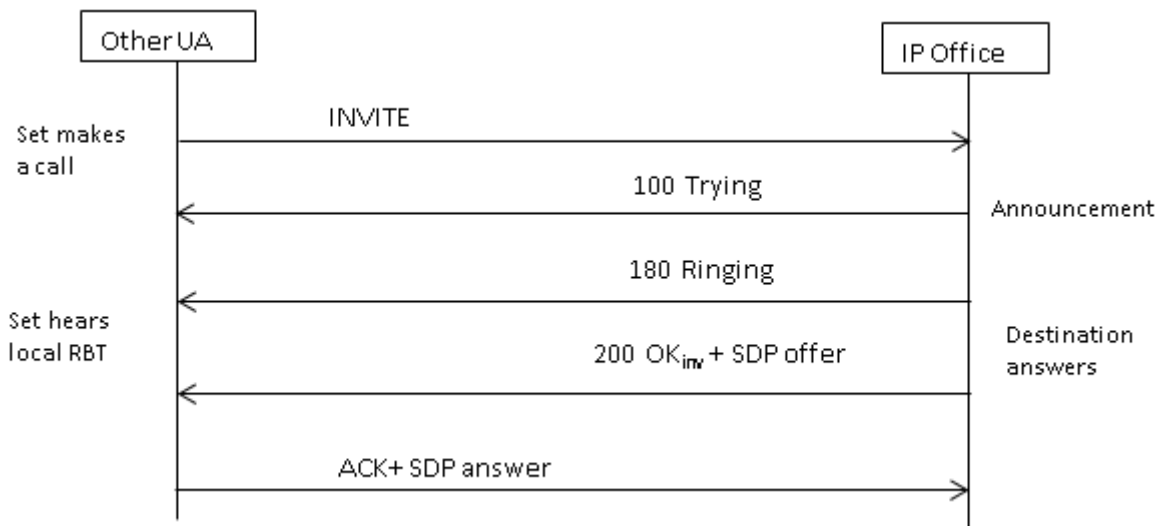 Other UA
IP Office
INVITE
Set makes
a call
100 Trying
Announcement
180 Ringing
Set hears
local RBT
200 OKinv + SDP offer
Destination
answers
ACK+ SDP answer